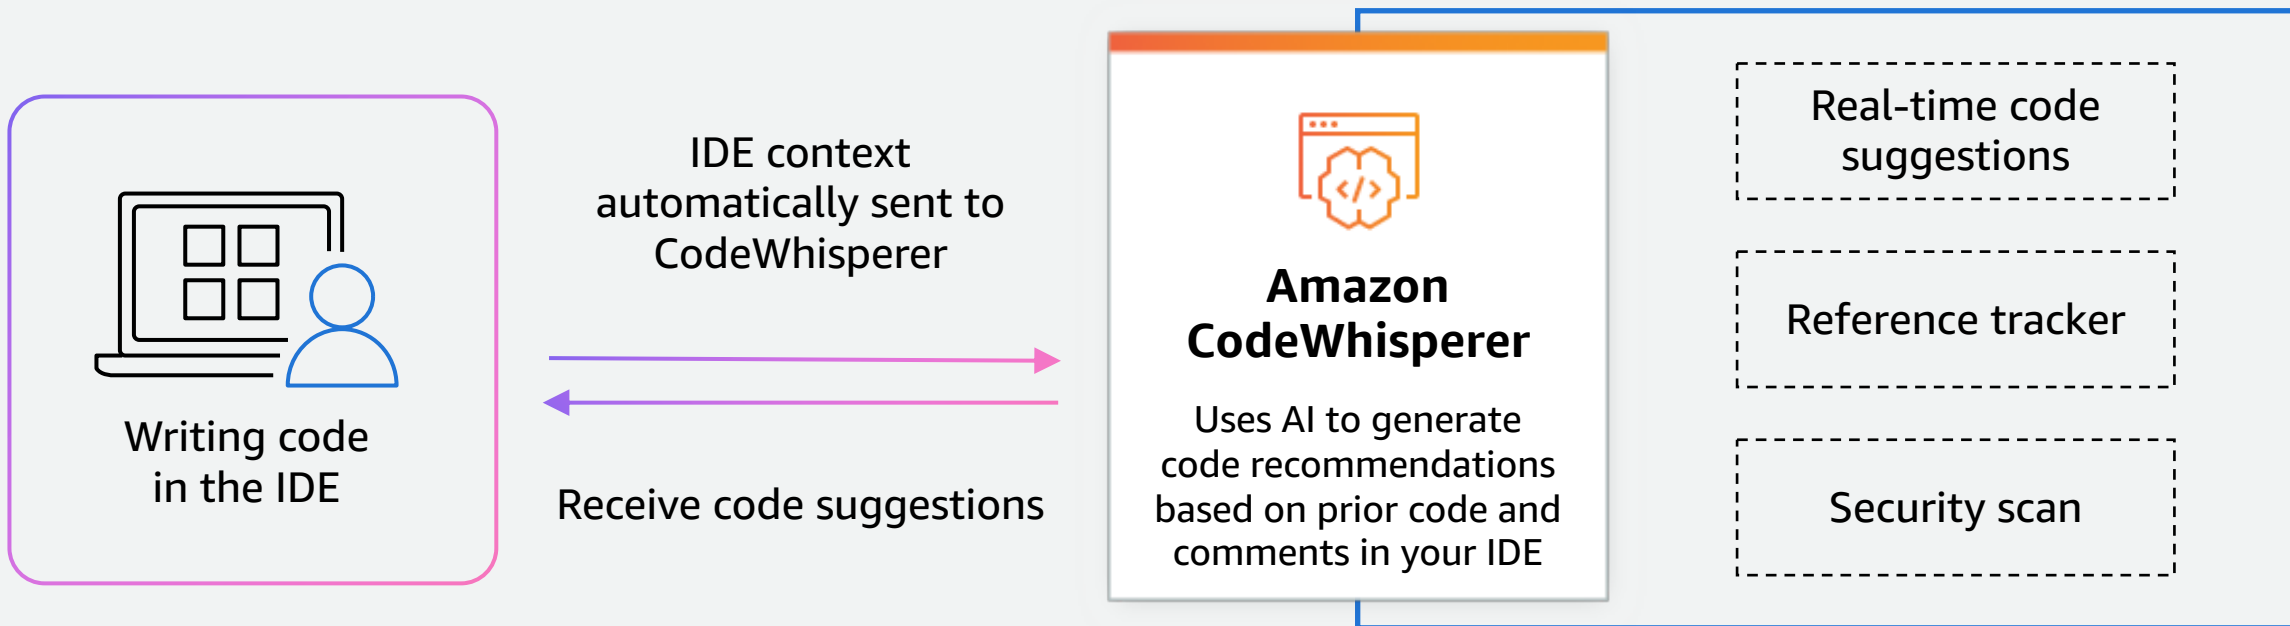 Writing code
in the IDE
IDE context
automatically sent to
CodeWhisperer
Receive code suggestions
</>
Amazon
CodeWhisperer
Uses AI to generate
code recommendations
based on prior code and
comments in your IDE
Real-time code
suggestions
Reference tracker
Security scan